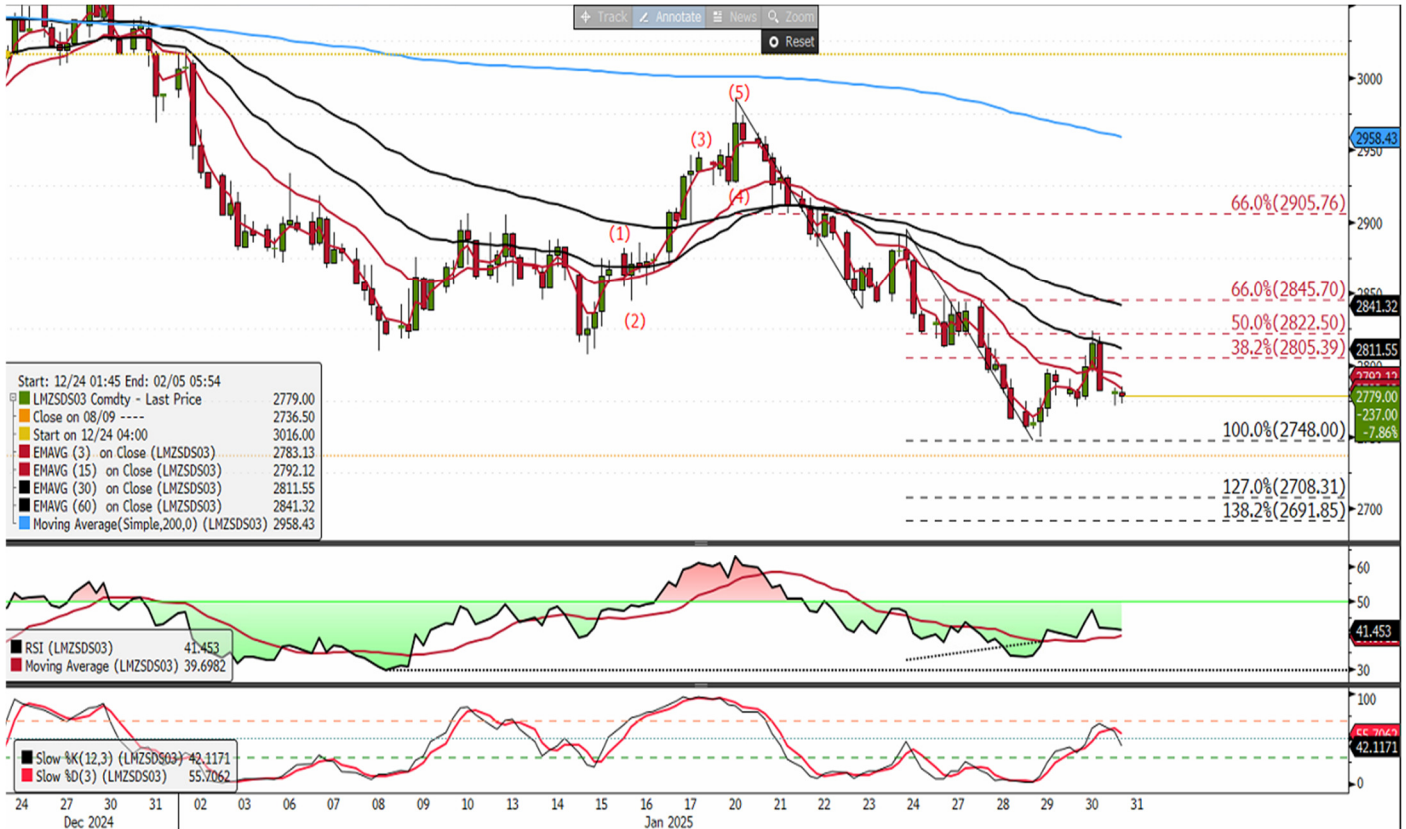 Track Annotate News Zoom
Reset
3000
2958.43
2950
(5)
(3)
(4)
(1)
(2)
66.0%(2905.76)
2900
66.0%(2845.70)
2850
2841.32
50.0%(2822.50)
38.2%(2805.39)
2811.55
2800
2792.12
2779.00
-237.00
-7.86%
100.0%(2748.00)
127.0%(2708.31)
138.2%(2691.85)
2700
Start: 12/24 01:45 End: 02/05 05:54
LMZSDS03 Comdty - Last Price 2779.00
Close on 08/09 ---- 2736.50
Start on 12/24 04:00 3016.00
EMAVG (3) on Close (LMZSDS03) 2783.13
EMAVG (15) on Close (LMZSDS03) 2792.12
EMAVG (30) on Close (LMZSDS03) 2811.55
EMAVG (60) on Close (LMZSDS03) 2841.32
Moving Average(Simple,200,0) (LMZSDS03) 2958.43
60
50
41.453
30
RSI (LMZSDS03) 41.453
Moving Average (LMZSDS03) 39.6982
100
55.7062
42.1171
0
Slow %K(12,3) (LMZSDS03) 42.1171
Slow %D(3) (LMZSDS03) 55.7062
24 27 30 31 02 03 06 07 08 09 10 13 14 15 16 17 20 21 22 23 24 27 28 29 30 31
Dec 2024 Jan 2025